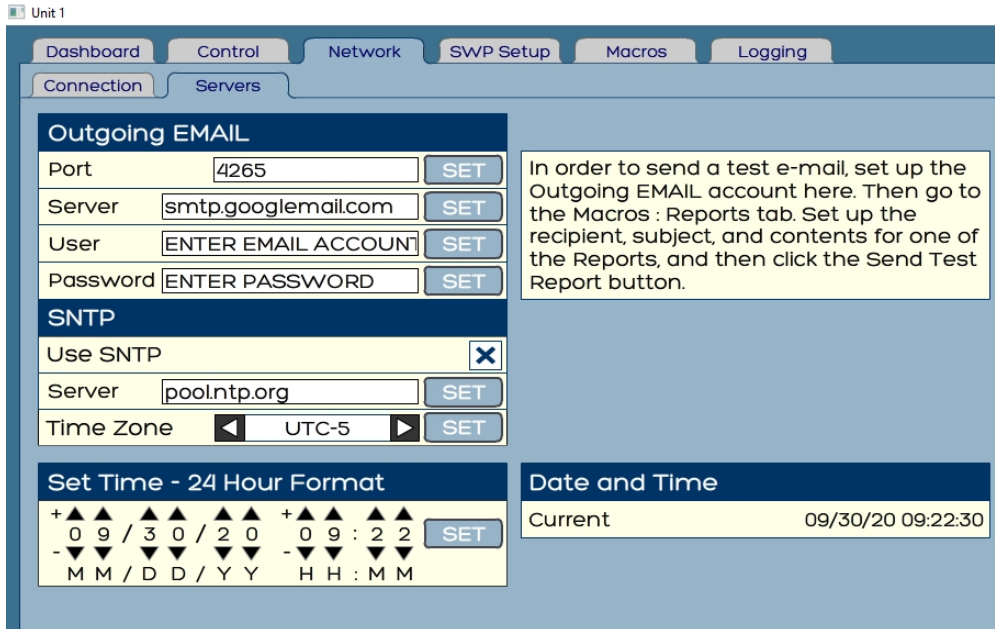 Unit 1
Dashboard Control Network SWP Setup Macros Logging
Connection Servers
Outgoing EMAIL
Port 4265 SET
Server smtp.googlemail.com SET
User ENTER EMAIL ACCOUNT SET
Password ENTER PASSWORD SET
In order to send a test e-mail, set up the
Outgoing EMAIL account here. Then go to
the Macros : Reports tab. Set up the
recipient, subject, and contents for one of
the Reports, and then click the Send Test
Report button.
SNTP
Use SNTP
Server pool.ntp.org SET
Time Zone UTC-5 SET
Set Time - 24 Hour Format
+ +
0 9 / 3 0 / 2 0 0 9 : 2 2 SET
- -
M M / D D / Y Y H H : M M
Date and Time
Current 09/30/20 09:22:30